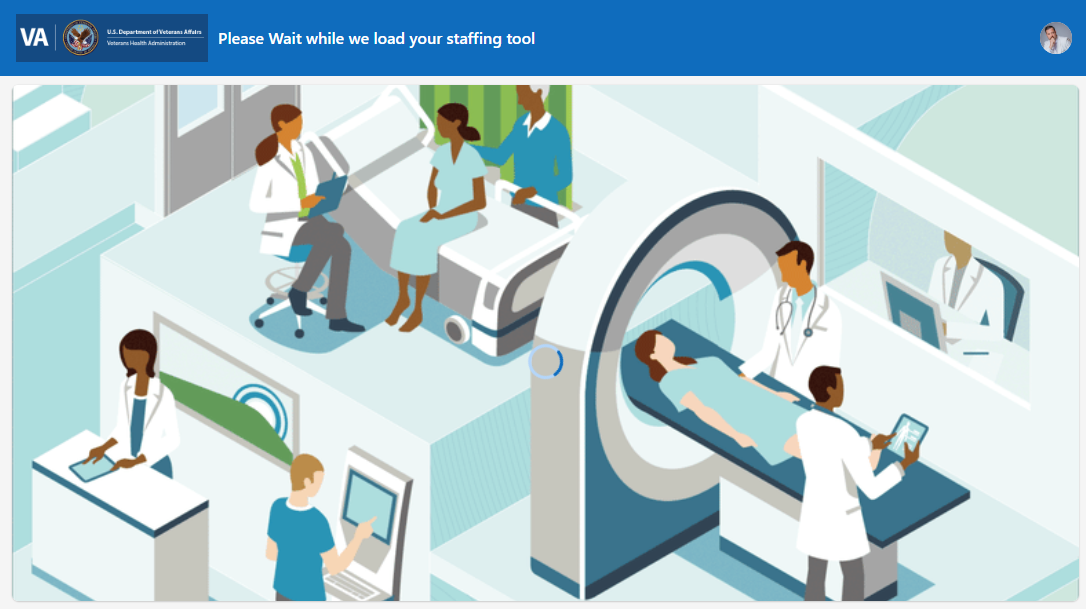 VA
U.S. Department of Veterans Affairs
Veterans Health Administration
Please Wait while we load your staffing tool